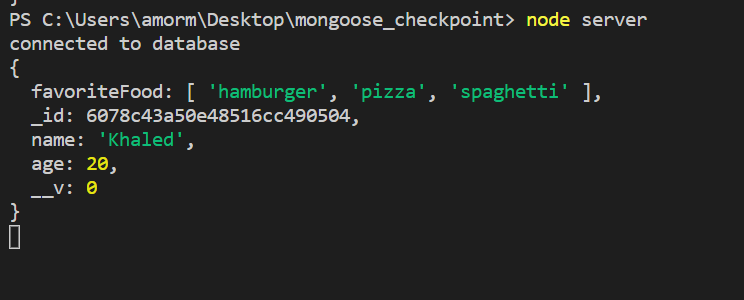 PS C:\Users\amorm\Desktop\mongoose_checkpoint> node server
connected to database
{
  favoriteFood: [ 'hamburger', 'pizza', 'spaghetti' ],
  _id: 6078c43a50e48516cc490504,
  name: 'Khaled',
  age: 20,
  __v: 0
}